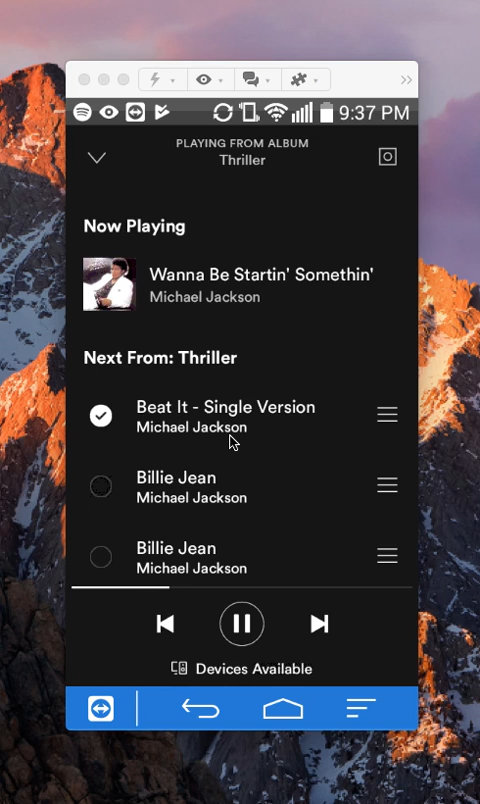 9:37 PM
PLAYING FROM ALBUM
Thriller
Now Playing
Wanna Be Startin' Somethin'
Michael Jackson
Next From: Thriller
Beat It - Single Version
Michael Jackson
Billie Jean
Michael Jackson
Billie Jean
Michael Jackson
Devices Available